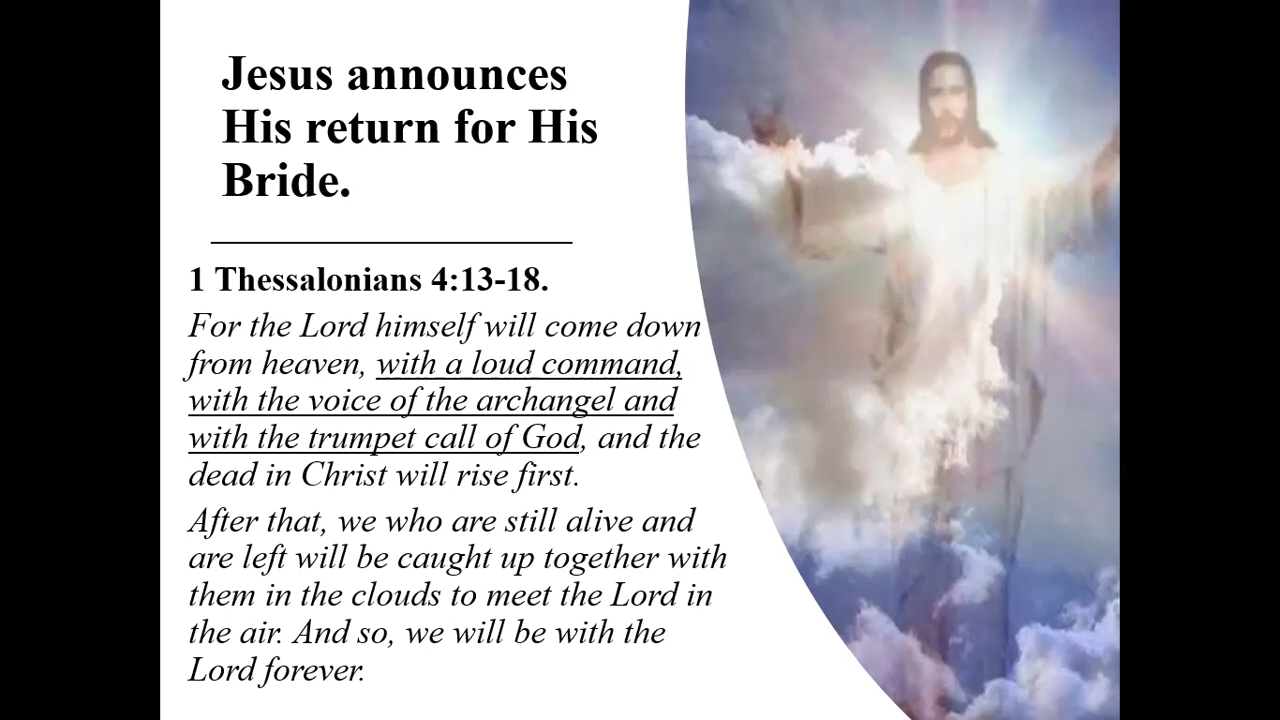 Jesus announces
His return for His
Bride.
1 Thessalonians 4:13-18.
For the Lord himself will come down
from heaven, with a loud command,
with the voice of the archangel and
with the trumpet call of God, and the
dead in Christ will rise first.
After that, we who are still alive and
are left will be caught up together with
them in the clouds to meet the Lord in
the air. And so, we will be with the
Lord forever.